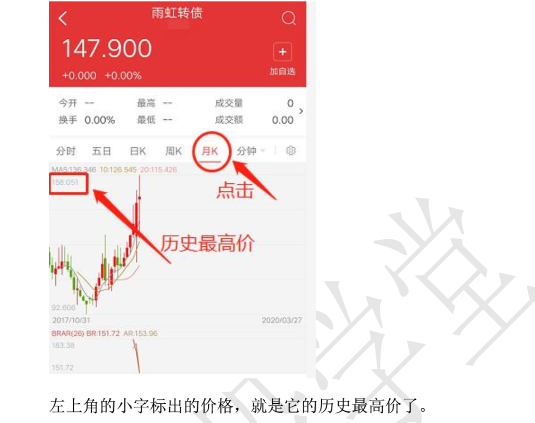 雨虹转债
147.900
+0.000 +0.00%
加自选
今开 -- 最高 -- 成交量 0
换手 0.00% 最低 -- 成交额 0.00
分时 五日 日K 周K 月K 分钟
MA5:136.346 10:126.545 20:115.426
158.051
点击
历史最高价
92.606
2017/10/31 2020/03/27
BRAR(26) BR:151.72 AR:153.96
183.38
151.72
左上角的小字标出的价格，就是它的历史最高价了。
学堂